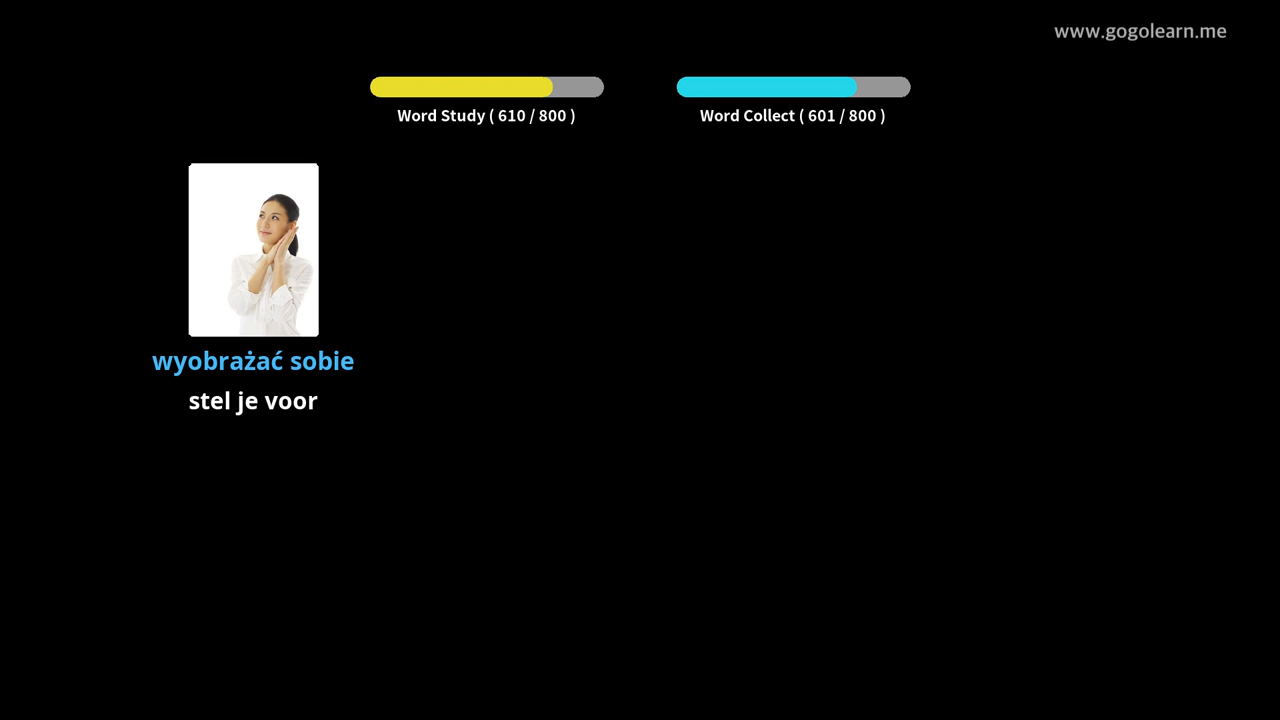 www.gogolearn.me
Word Study ( 610 / 800 )
Word Collect ( 601 / 800 )
wyobrażać sobie
stel je voor